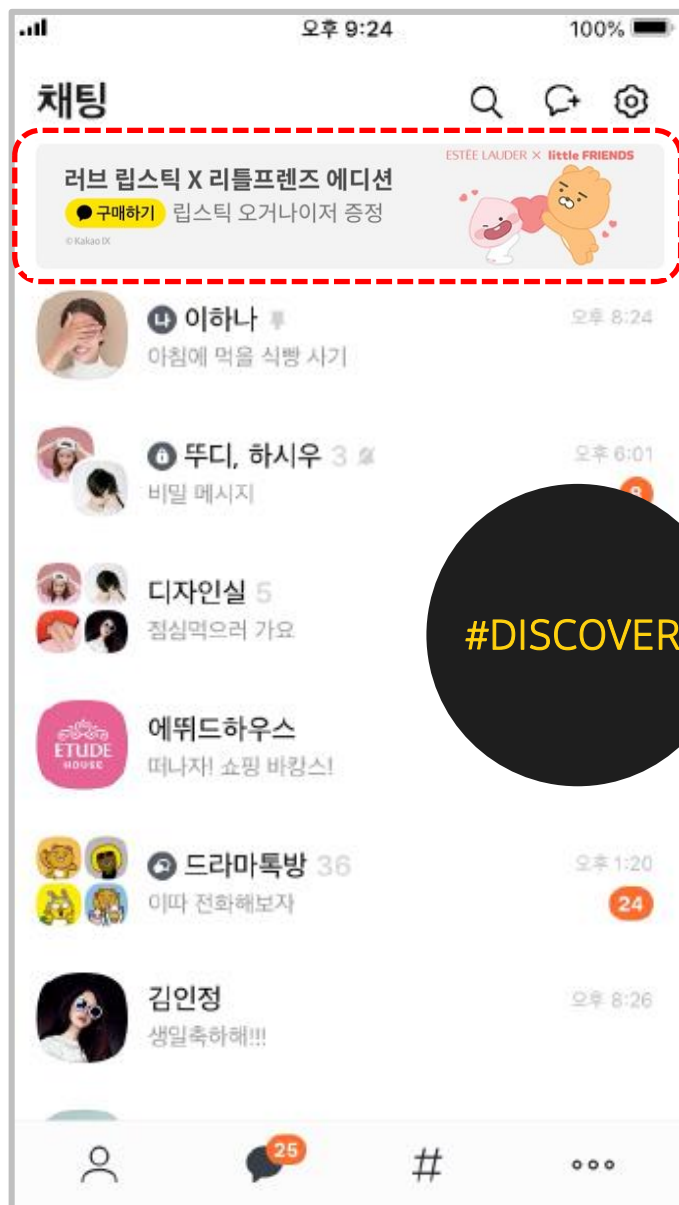 오후 9:24
100%
채팅
ESTĒE LAUDER × little FRIENDS
러브 립스틱 X 리틀프렌즈 에디션
구매하기 립스틱 오거나이저 증정
© Kakao IX
나 이하나
오후 8:24
아침에 먹을 식빵 사기
뚜디, 하시우 3
오후 6:01
비밀 메시지
디자인실 5
점심먹으러 가요
#DISCOVER
에뛰드하우스
ETUDE
HOUSE
떠나자! 쇼핑 바캉스!
드라마톡방 36
오후 1:20
이따 전화해보자
24
김인정
오후 8:26
생일축하해!!!
25